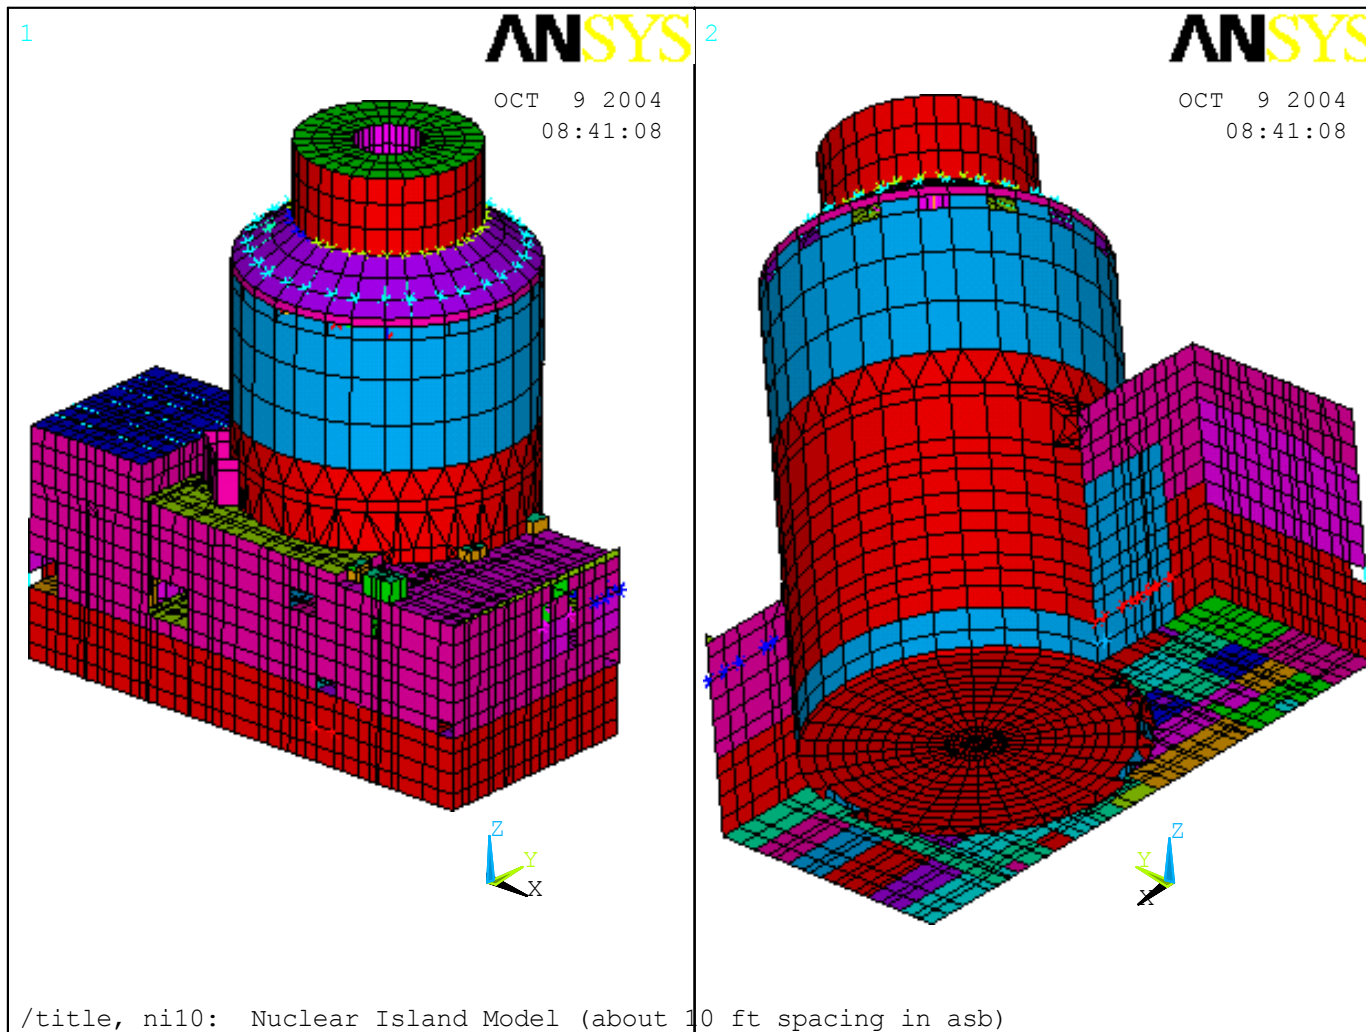 1
ANSYS
OCT 9 2004
08:41:08
Z
Y
X
2
ANSYS
OCT 9 2004
08:41:08
Z
Y
X
/title, ni10: Nuclear Island Model (about 10 ft spacing in asb)